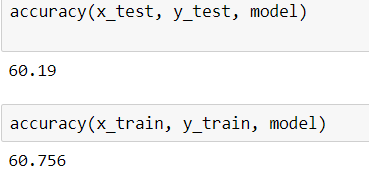 accuracy(x_test, y_test, model)
60.19
accuracy(x_train, y_train, model)
60.756